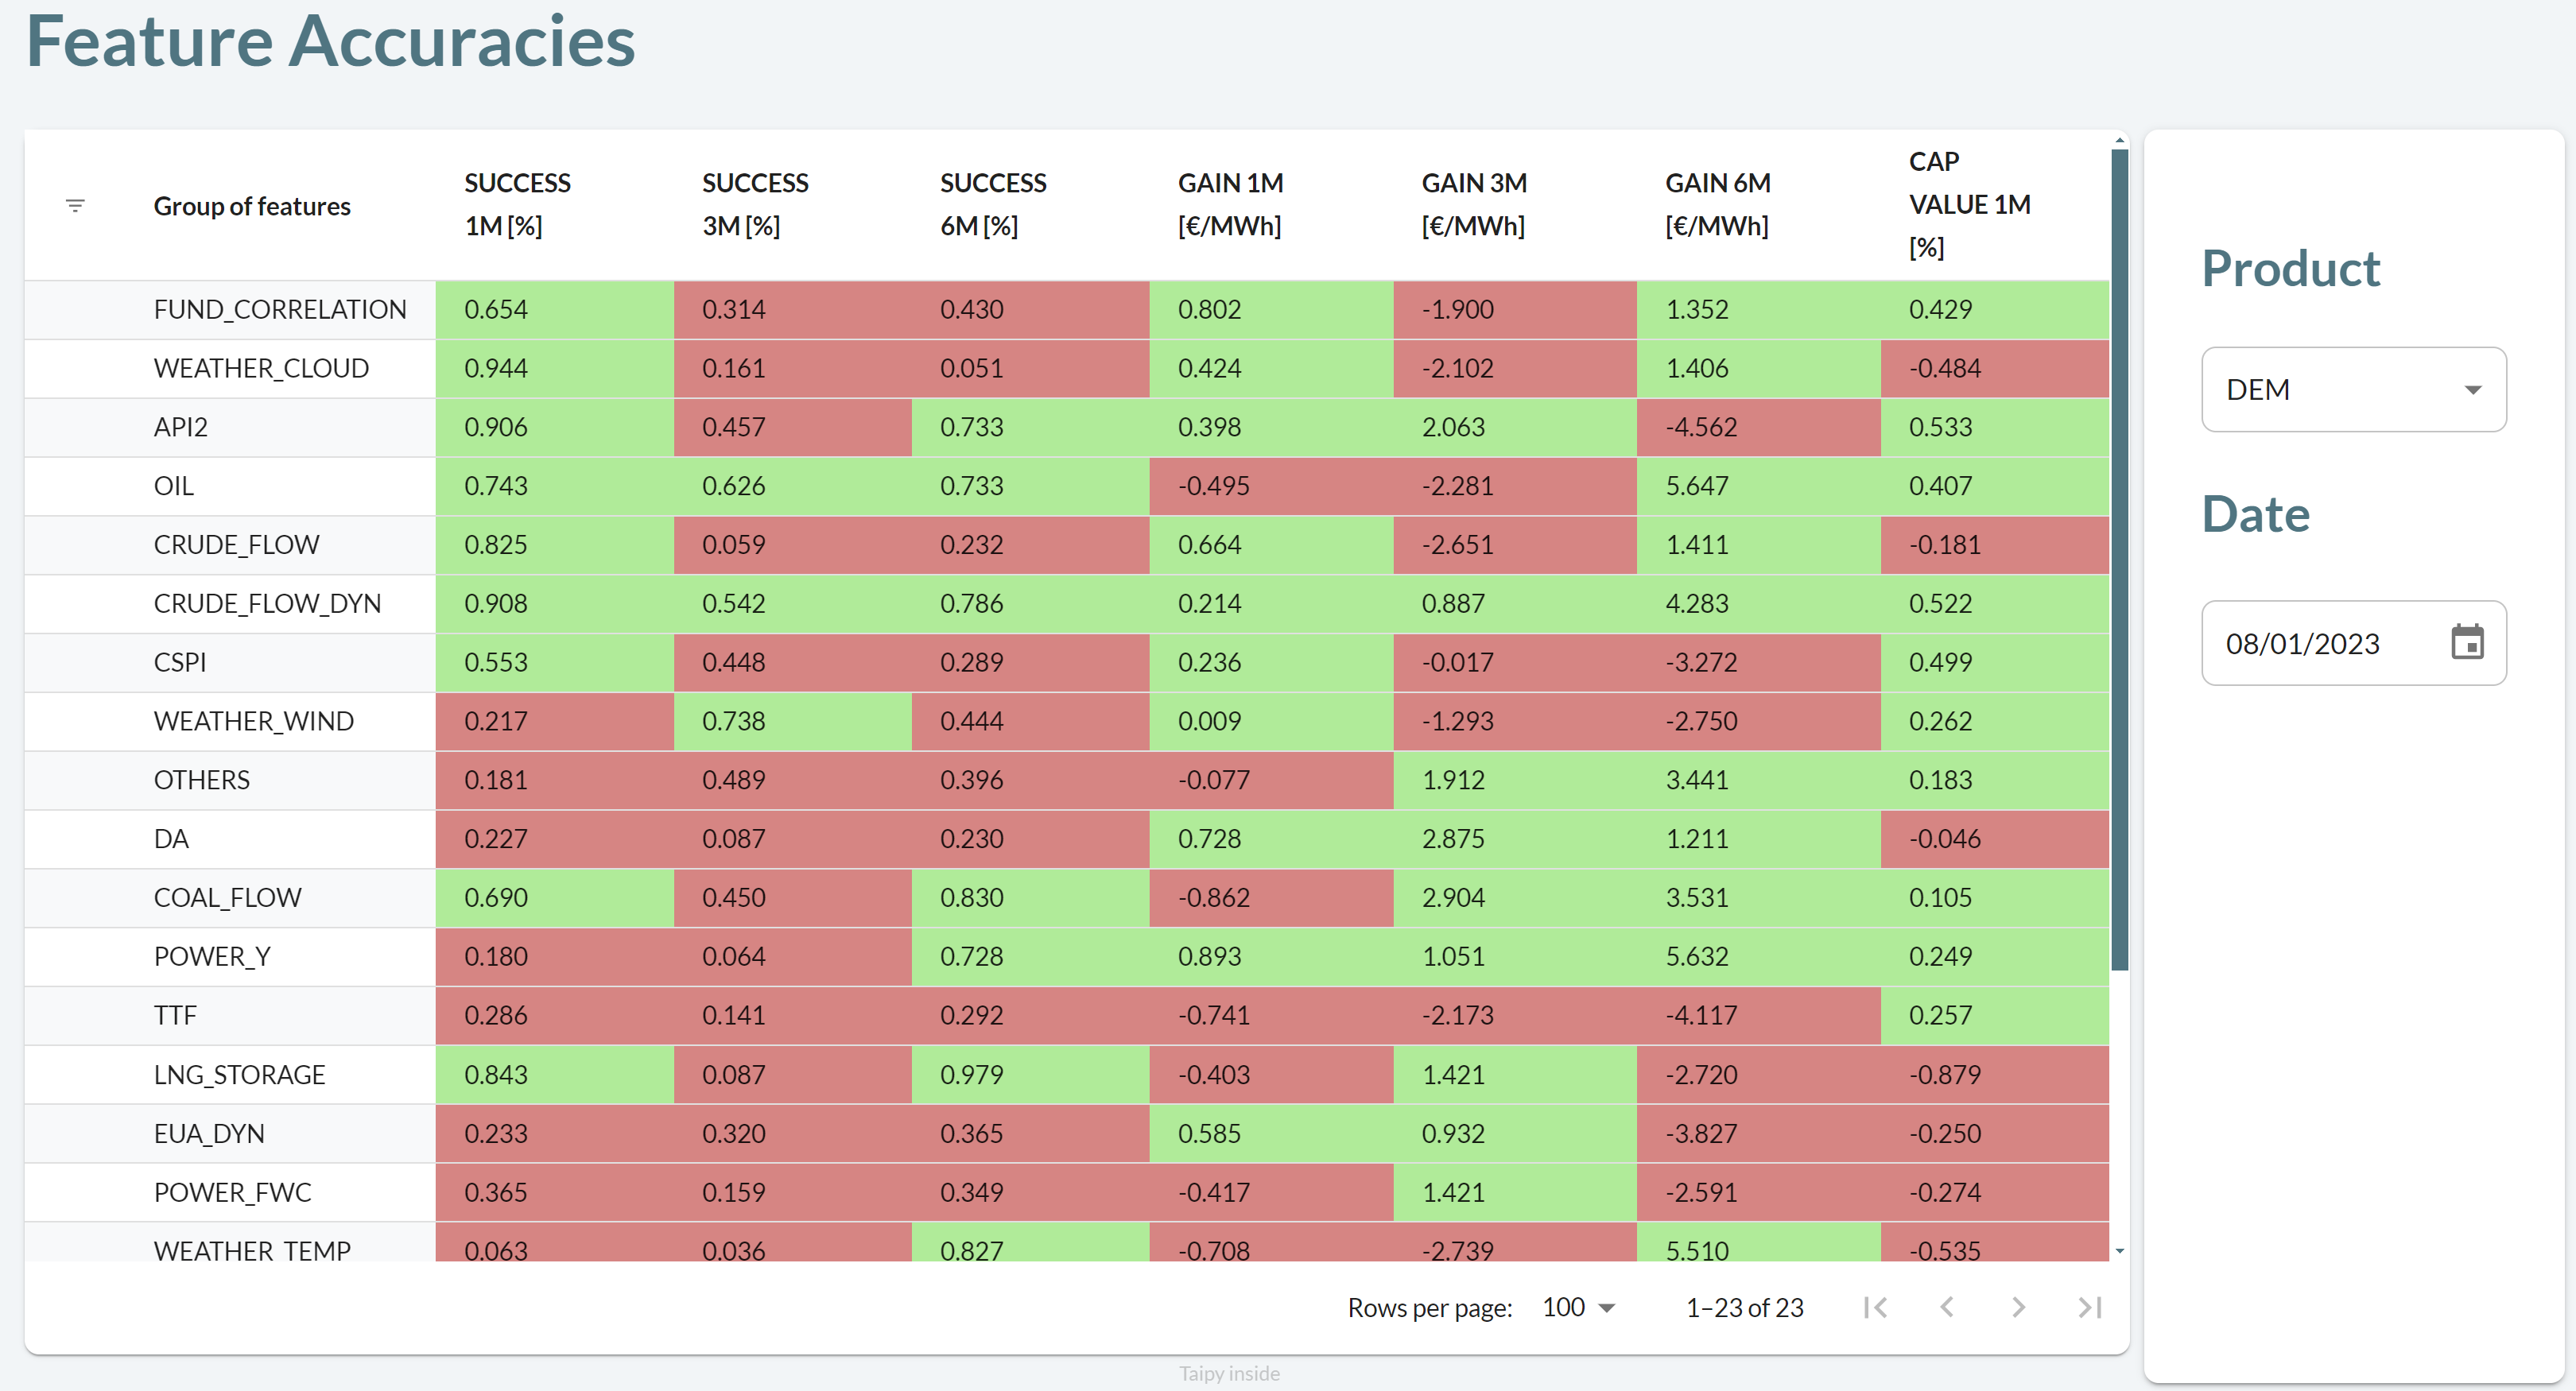 Feature Accuracies
Group of features SUCCESS 1M [%] SUCCESS 3M [%] SUCCESS 6M [%] GAIN 1M [€/MWh] GAIN 3M [€/MWh] GAIN 6M [€/MWh] CAP VALUE 1M [%]
FUND_CORRELATION 0.654 0.314 0.430 0.802 -1.900 1.352 0.429
WEATHER_CLOUD 0.944 0.161 0.051 0.424 -2.102 1.406 -0.484
API2 0.906 0.457 0.733 0.398 2.063 -4.562 0.533
OIL 0.743 0.626 0.733 -0.495 -2.281 5.647 0.407
CRUDE_FLOW 0.825 0.059 0.232 0.664 -2.651 1.411 -0.181
CRUDE_FLOW_DYN 0.908 0.542 0.786 0.214 0.887 4.283 0.522
CSPI 0.553 0.448 0.289 0.236 -0.017 -3.272 0.499
WEATHER_WIND 0.217 0.738 0.444 0.009 -1.293 -2.750 0.262
OTHERS 0.181 0.489 0.396 -0.077 1.912 3.441 0.183
DA 0.227 0.087 0.230 0.728 2.875 1.211 -0.046
COAL_FLOW 0.690 0.450 0.830 -0.862 2.904 3.531 0.105
POWER_Y 0.180 0.064 0.728 0.893 1.051 5.632 0.249
TTF 0.286 0.141 0.292 -0.741 -2.173 -4.117 0.257
LNG_STORAGE 0.843 0.087 0.979 -0.403 1.421 -2.720 -0.879
EUA_DYN 0.233 0.320 0.365 0.585 0.932 -3.827 -0.250
POWER_FWC 0.365 0.159 0.349 -0.417 1.421 -2.591 -0.274
WEATHER_TEMP 0.063 0.036 0.827 -0.708 -2.739 5.510 -0.535
Rows per page: 100 1–23 of 23
Product
DEM
Date
08/01/2023
Taipy inside